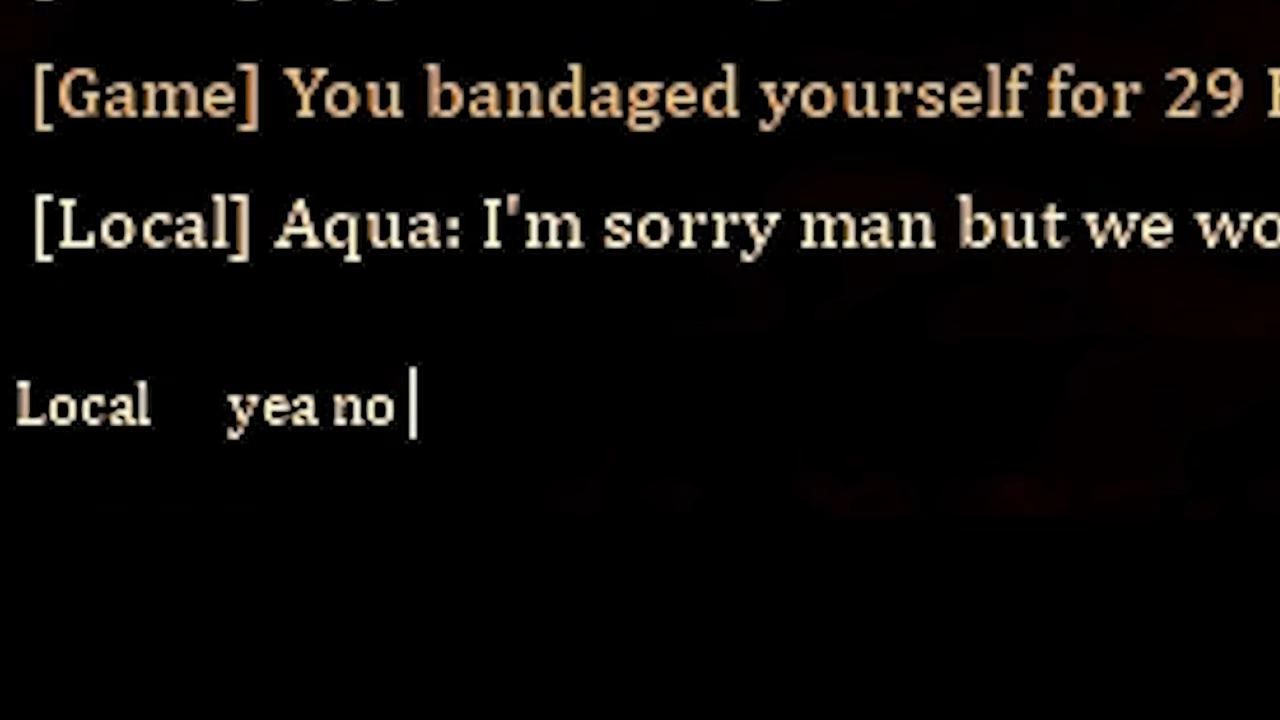 [Game] You bandaged yourself for 29
[Local] Aqua: I'm sorry man but we
Local yea no